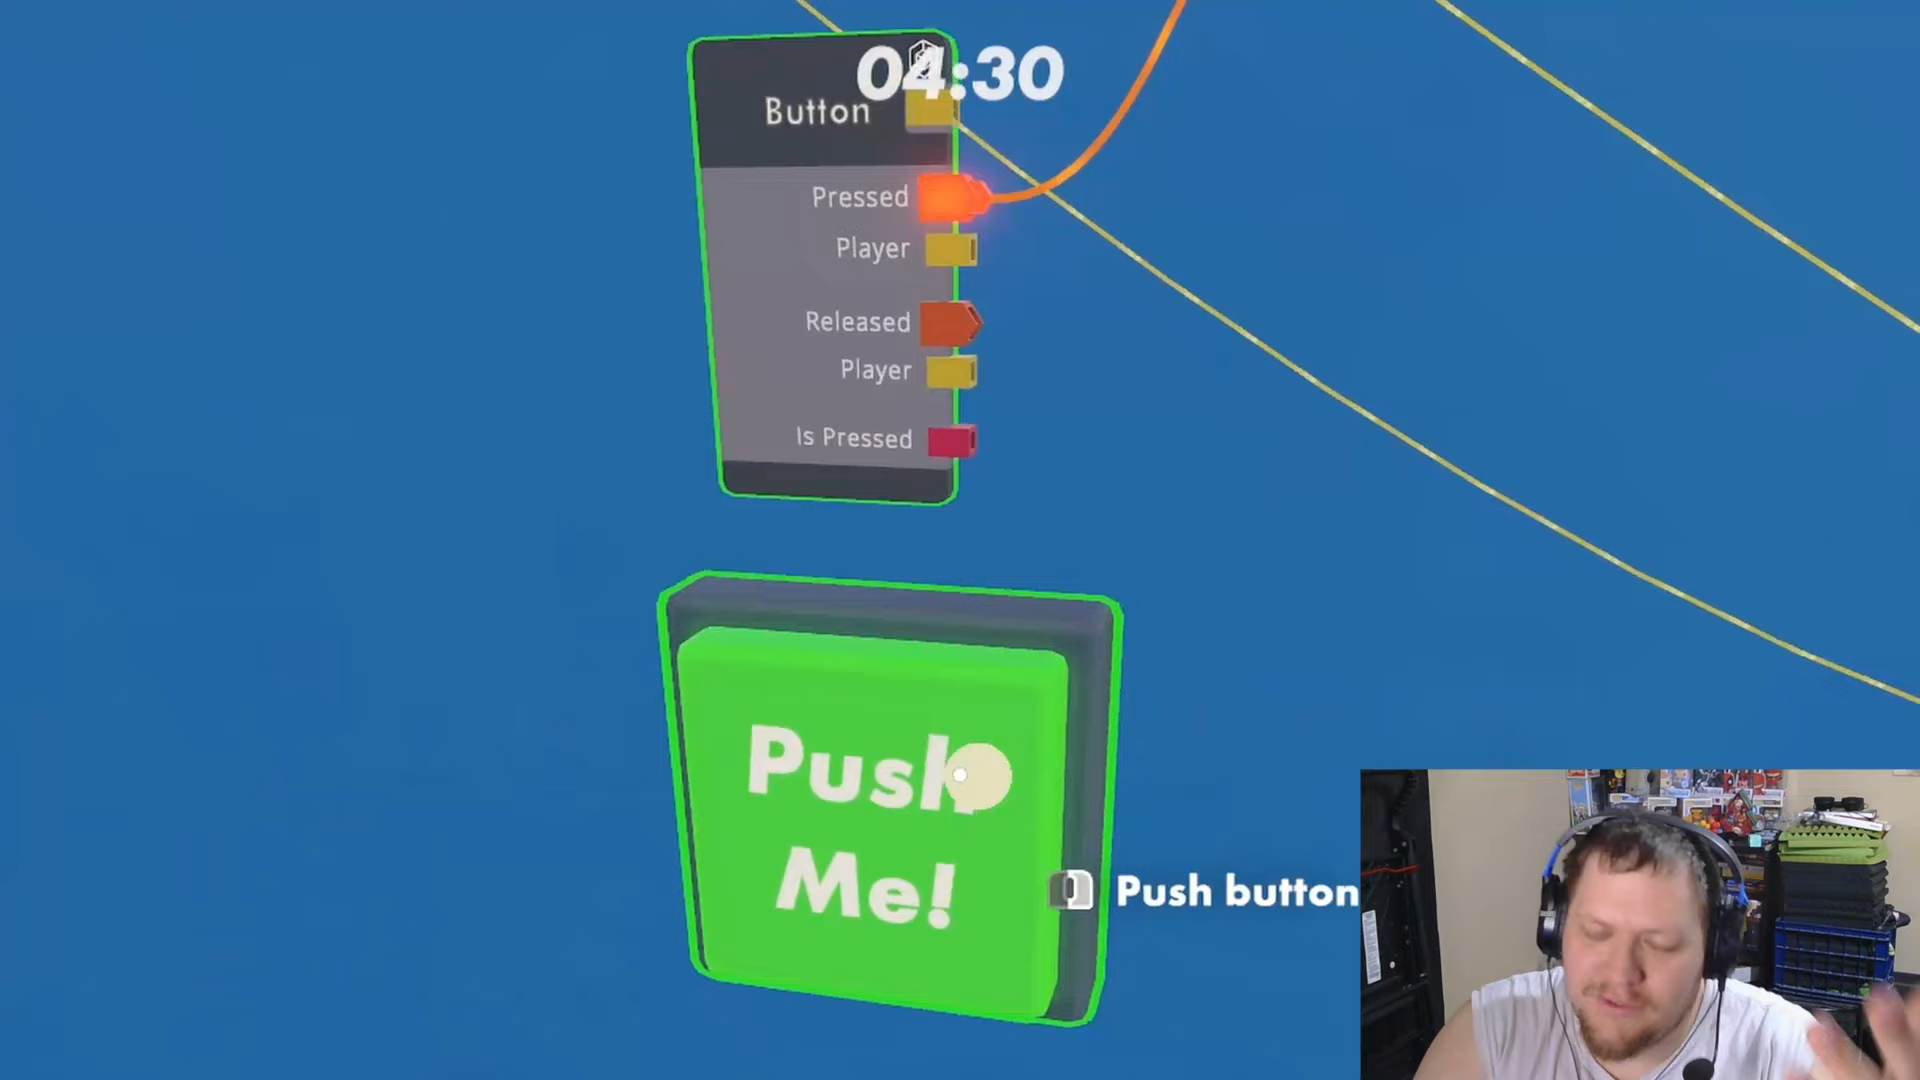 04:30
Button
Pressed
Player
Released
Player
Is Pressed
Push
Me!
Push button